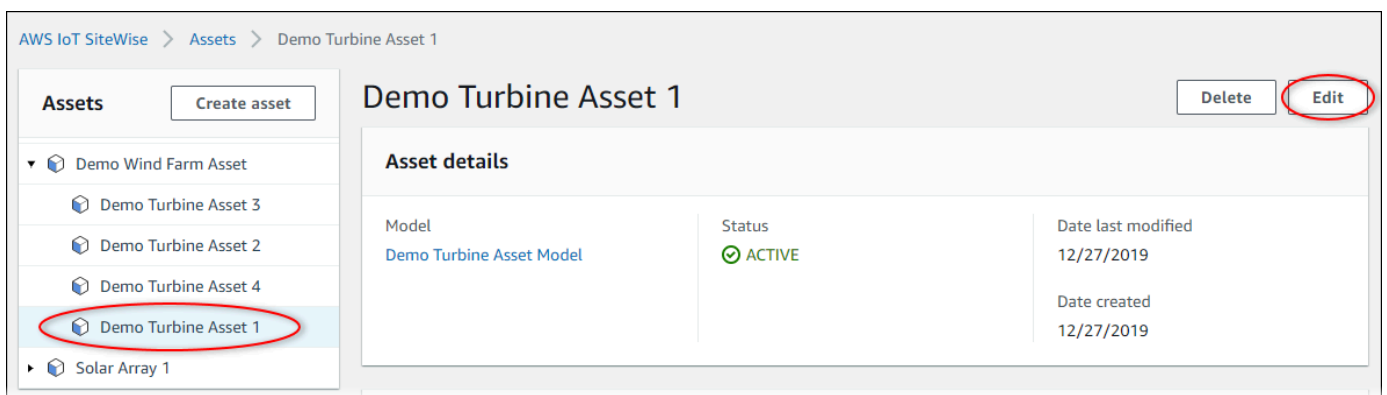 AWS IoT SiteWise > Assets > Demo Turbine Asset 1
Assets
Create asset
Demo Wind Farm Asset
Demo Turbine Asset 3
Demo Turbine Asset 2
Demo Turbine Asset 4
Demo Turbine Asset 1
Solar Array 1
Demo Turbine Asset 1
Delete
Edit
Asset details
Model
Demo Turbine Asset Model
Status
ACTIVE
Date last modified
12/27/2019
Date created
12/27/2019